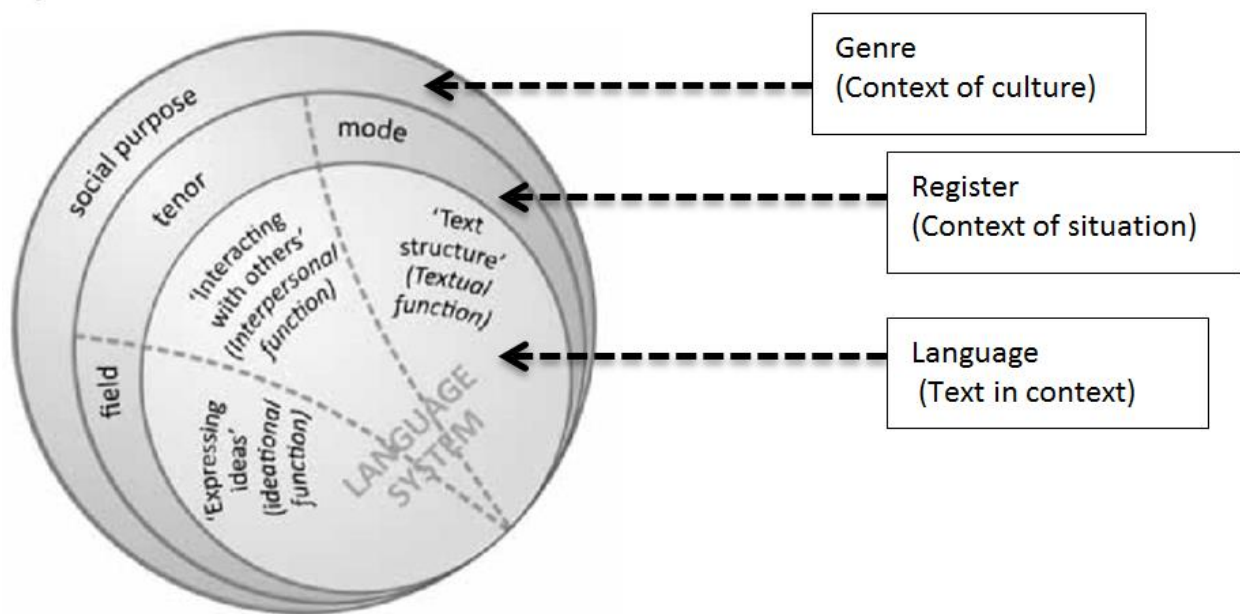 Genre
(Context of culture)
Register
(Context of situation)
Language
(Text in context)
social purpose
tenor
mode
field
'Interacting
with others'
(Interpersonal
function)
'Text
structure'
(Textual
function)
'Expressing
ideas'
(ideational
function)
LANGUAGE
SYSTEM